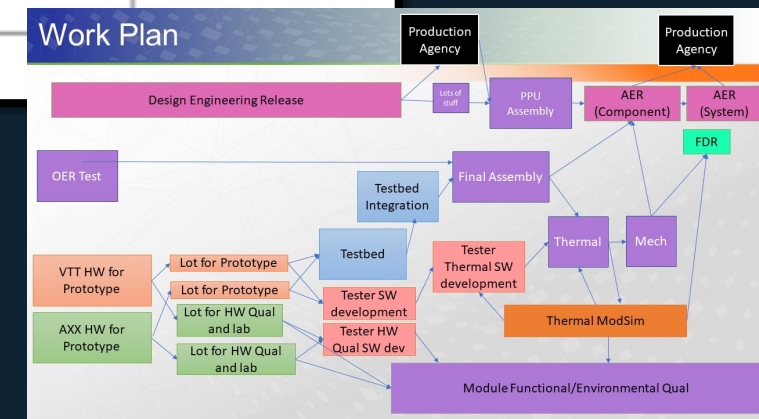 Work Plan
Production
Agency
Production
Agency
Design Engineering Release
Lots of
stuff
PPU
Assembly
AER
(Component)
AER
(System)
FDR
OER Test
Final Assembly
Testbed
Integration
Testbed
Thermal
Mech
Tester
Thermal SW
development
VTT HW for
Prototype
Lot for Prototype
Lot for Prototype
Lot for HW Qual
and lab
Tester SW
development
Thermal ModSim
AXX HW for
Prototype
Lot for HW Qual
and lab
Tester HW
Qual SW dev
Module Functional/Environmental Qual